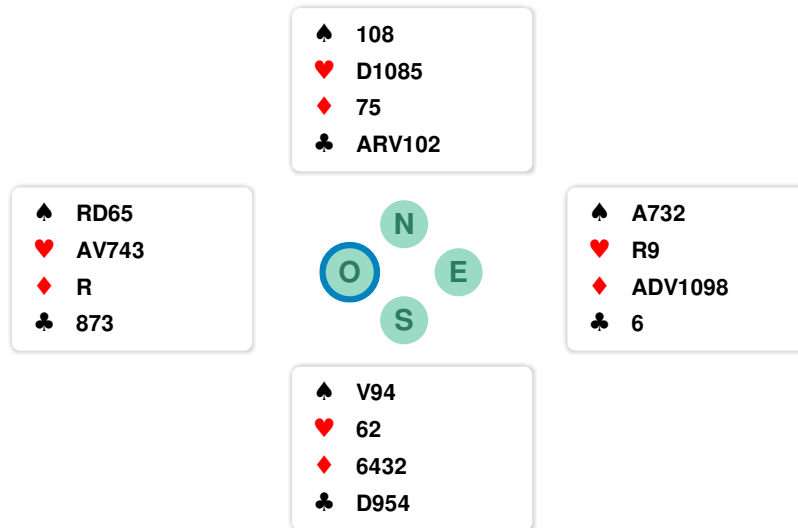 ♠ 108
♥ D1085
♦ 75
♣ ARV102
♠ RD65
♥ AV743
♦ R
♣ 873
N
O E
S
♠ A732
♥ R9
♦ ADV1098
♣ 6
♠ V94
♥ 62
♦ 6432
♣ D954